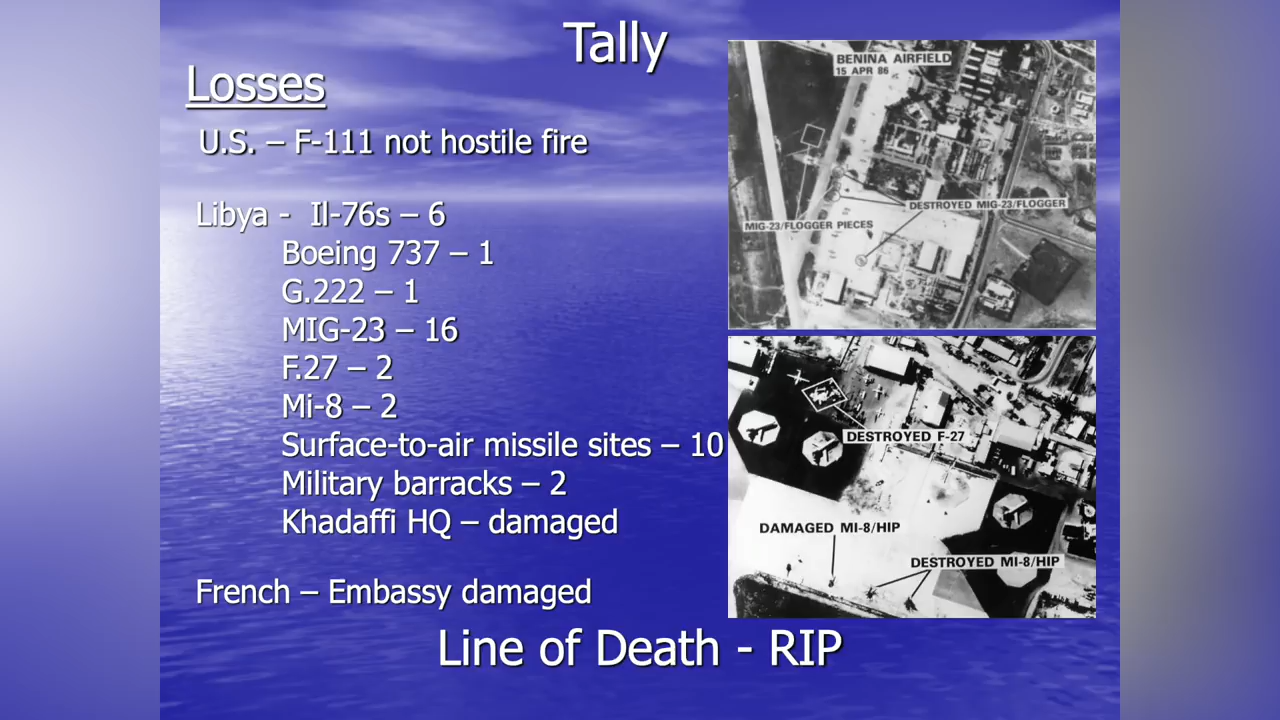 Tally
Losses
U.S. – F-111 not hostile fire
Libya - Il-76s – 6
Boeing 737 – 1
G.222 – 1
MIG-23 – 16
F.27 – 2
Mi-8 – 2
Surface-to-air missile sites – 10
Military barracks – 2
Khadaffi HQ – damaged
French – Embassy damaged
Line of Death - RIP
BENINA AIRFIELD
15 APR 86
DESTROYED MIG-23/FLOGGER
MIG-23/FLOGGER PIECES
DESTROYED F-27
DAMAGED MI-8/HIP
DESTROYED MI-8/HIP